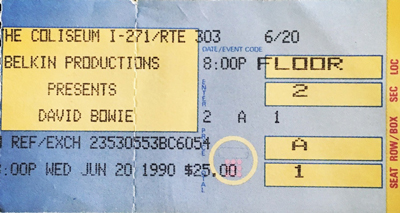 HE COLISEUM I-271/RTE 303 6/20
DATE/EVENT CODE
BELKIN PRODUCTIONS 8:00P FLOOR
LOC
PRESENTS 2
SEC
DAVID BOWIE 2 A 1
ENTER
REF/EXCH 23530553BC6054 A
ROW/BOX
:00P WED JUN 20 1990 $25.00 1
SEAT